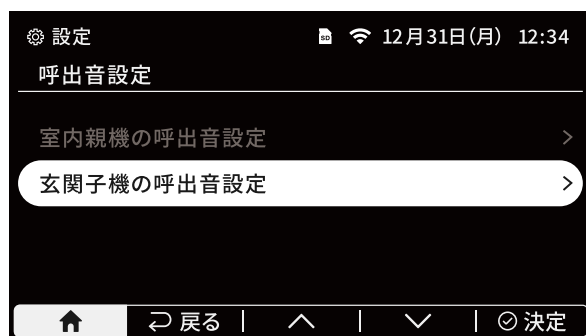 設定 SD 12月31日(月) 12:34
呼出音設定
室内親機の呼出音設定
玄関子機の呼出音設定
戻る 決定